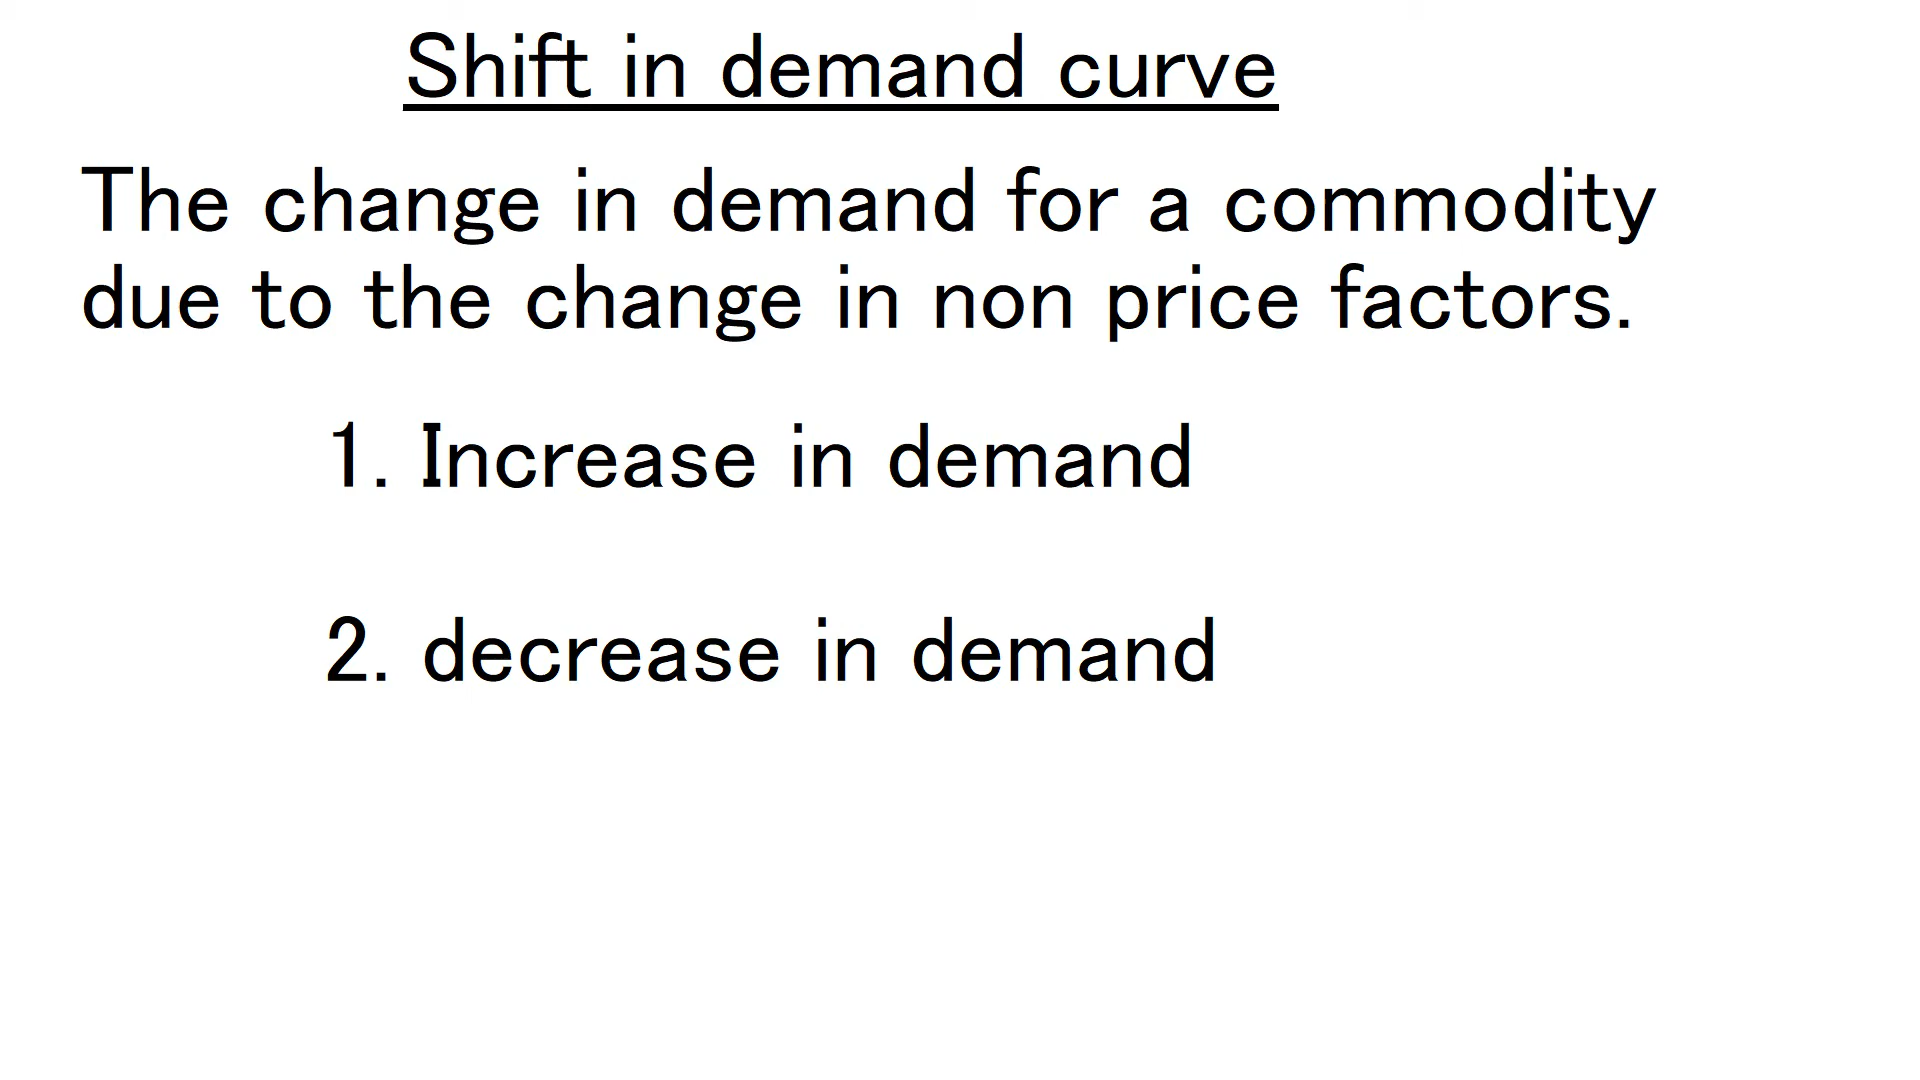 Shift in demand curve
The change in demand for a commodity
due to the change in non price factors.
1. Increase in demand
2. decrease in demand